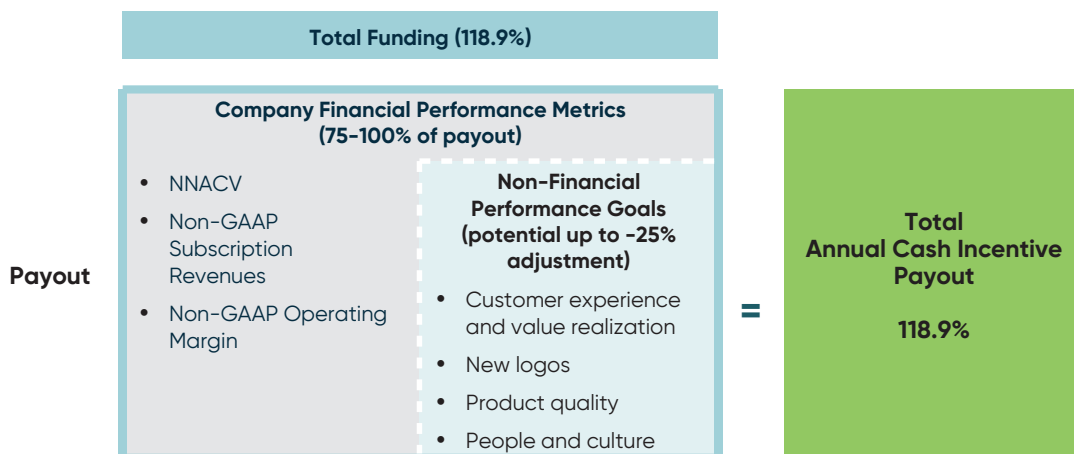 Total Funding (118.9%)
Company Financial Performance Metrics
(75-100% of payout)
Payout
• NNACV
• Non-GAAP
Subscription
Revenues
• Non-GAAP Operating
Margin
Non-Financial
Performance Goals
(potential up to -25%
adjustment)
• Customer experience
and value realization
• New logos
• Product quality
• People and culture
=
Total
Annual Cash Incentive
Payout
118.9%